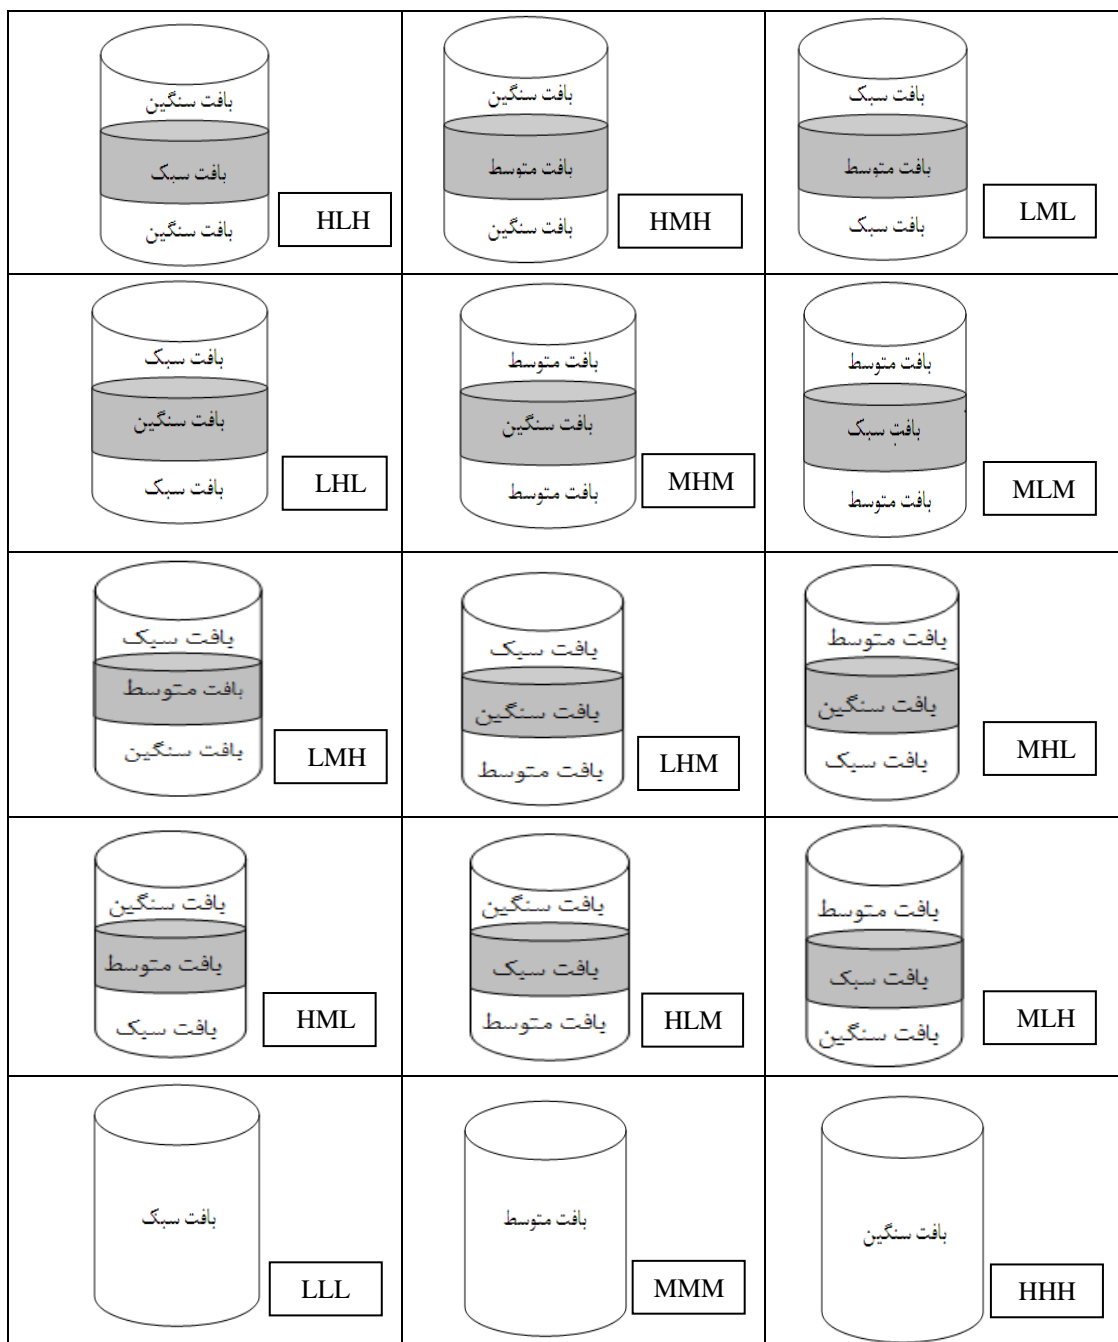 بافت سنگین
بافت سبک
بافت سنگین
HLH
بافت سنگین
بافت متوسط
بافت سنگین
HMH
بافت سبک
بافت متوسط
بافت سبک
LML
بافت سبک
بافت سنگین
بافت سبک
LHL
بافت متوسط
بافت سنگین
بافت متوسط
MHM
بافت متوسط
بافت سبک
بافت متوسط
MLM
بافت سبک
بافت متوسط
بافت سنگین
LMH
بافت سبک
بافت سنگین
بافت متوسط
LHM
بافت متوسط
بافت سنگین
بافت سبک
MHL
بافت سنگین
بافت متوسط
بافت سبک
HML
بافت سنگین
بافت سبک
بافت متوسط
HLM
بافت متوسط
بافت سبک
بافت سنگین
MLH
بافت سبک
LLL
بافت متوسط
MMM
بافت سنگین
HHH